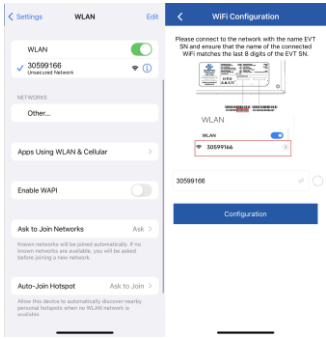 Settings
WLAN
Edit
WLAN
30599166
Unsecured Network
NETWORKS
Other...
Apps Using WLAN & Cellular
Enable WAPI
Ask to Join Networks
Ask
Known networks will be joined automatically. If no
known networks are available, you will be asked
before joining a new network.
Auto-Join Hotspot
Ask to Join
Allow this device to automatically discover nearby
personal hotspots when no WLAN network is
available.
WiFi Configuration
Please connect to the network with the name EVT
SN and ensure that the name of the connected
WiFi matches the last 8 digits of the EVT SN.
WLAN
WLAN
30599166
30599166
Configuration